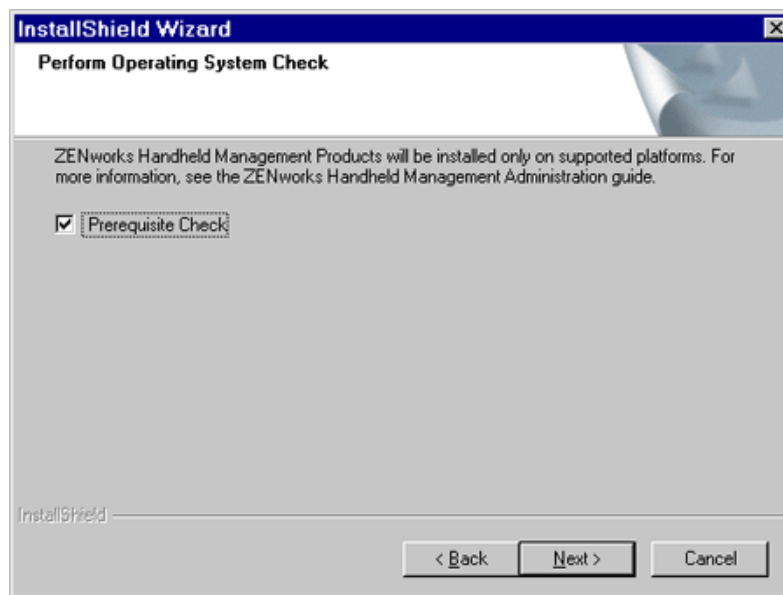 InstallShield Wizard
Perform Operating System Check
ZENworks Handheld Management Products will be installed only on supported platforms. For
more information, see the ZENworks Handheld Management Administration guide.
Prerequisite Check
InstallShield
< Back Next > Cancel